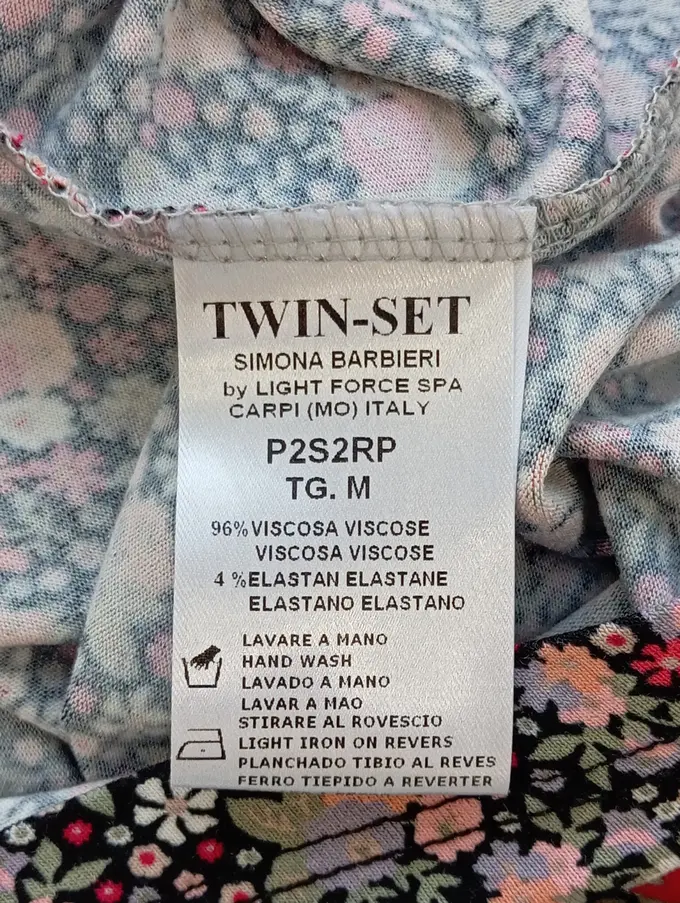 TWIN-SET
SIMONA BARBIERI
by LIGHT FORCE SPA
CARPI (MO) ITALY
P2S2RP
TG. M
96% VISCOSA VISCOSE
VISCOSA VISCOSE
4 % ELASTAN ELASTANE
ELASTANO ELASTANO
LAVARE A MANO
HAND WASH
LAVADO A MANO
LAVAR A MAO
STIRARE AL ROVESCIO
LIGHT IRON ON REVERS
PLANCHADO TIBIO AL REVES
FERRO TIEPIDO A REVERTER